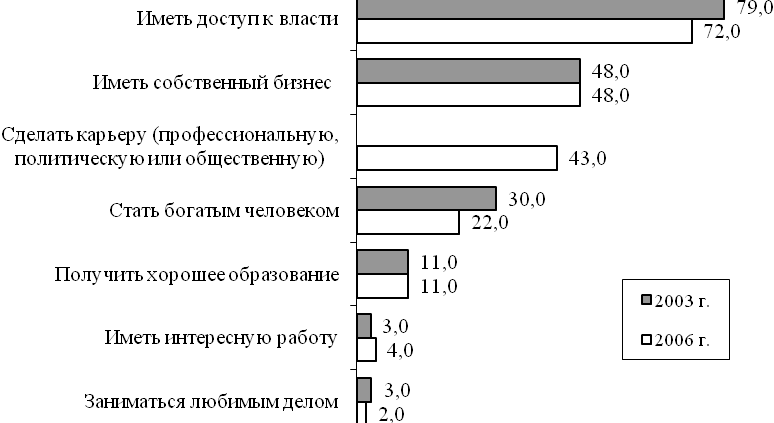 Иметь доступ к власти
79,0
72,0
Иметь собственный бизнес
48,0
48,0
Сделать карьеру (профессиональную,
политическую или общественную)
43,0
Стать богатым человеком
30,0
22,0
Получить хорошее образование
11,0
11,0
Иметь интересную работу
3,0
4,0
Заниматься любимым делом
3,0
2,0
2003 г.
2006 г.